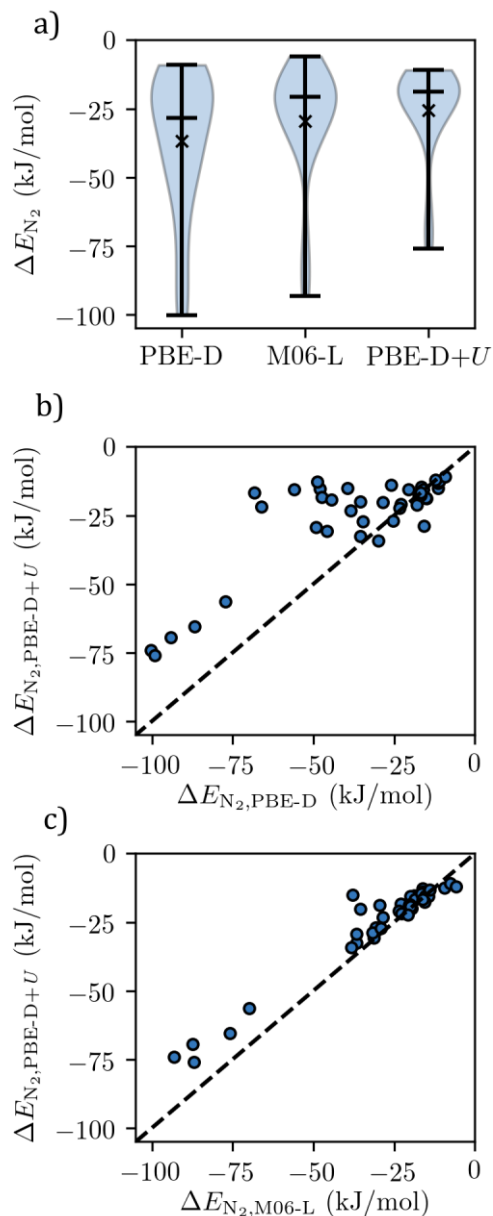 a)
0
−25
−50
−75
−100
ΔE_N₂ (kJ/mol)
PBE-D M06-L PBE-D+U
b)
0
−25
−50
−75
−100
ΔE_N₂,PBE-D+U (kJ/mol)
−100 −75 −50 −25 0
ΔE_N₂,PBE-D (kJ/mol)
c)
0
−25
−50
−75
−100
ΔE_N₂,PBE-D+U (kJ/mol)
−100 −75 −50 −25 0
ΔE_N₂,M06-L (kJ/mol)